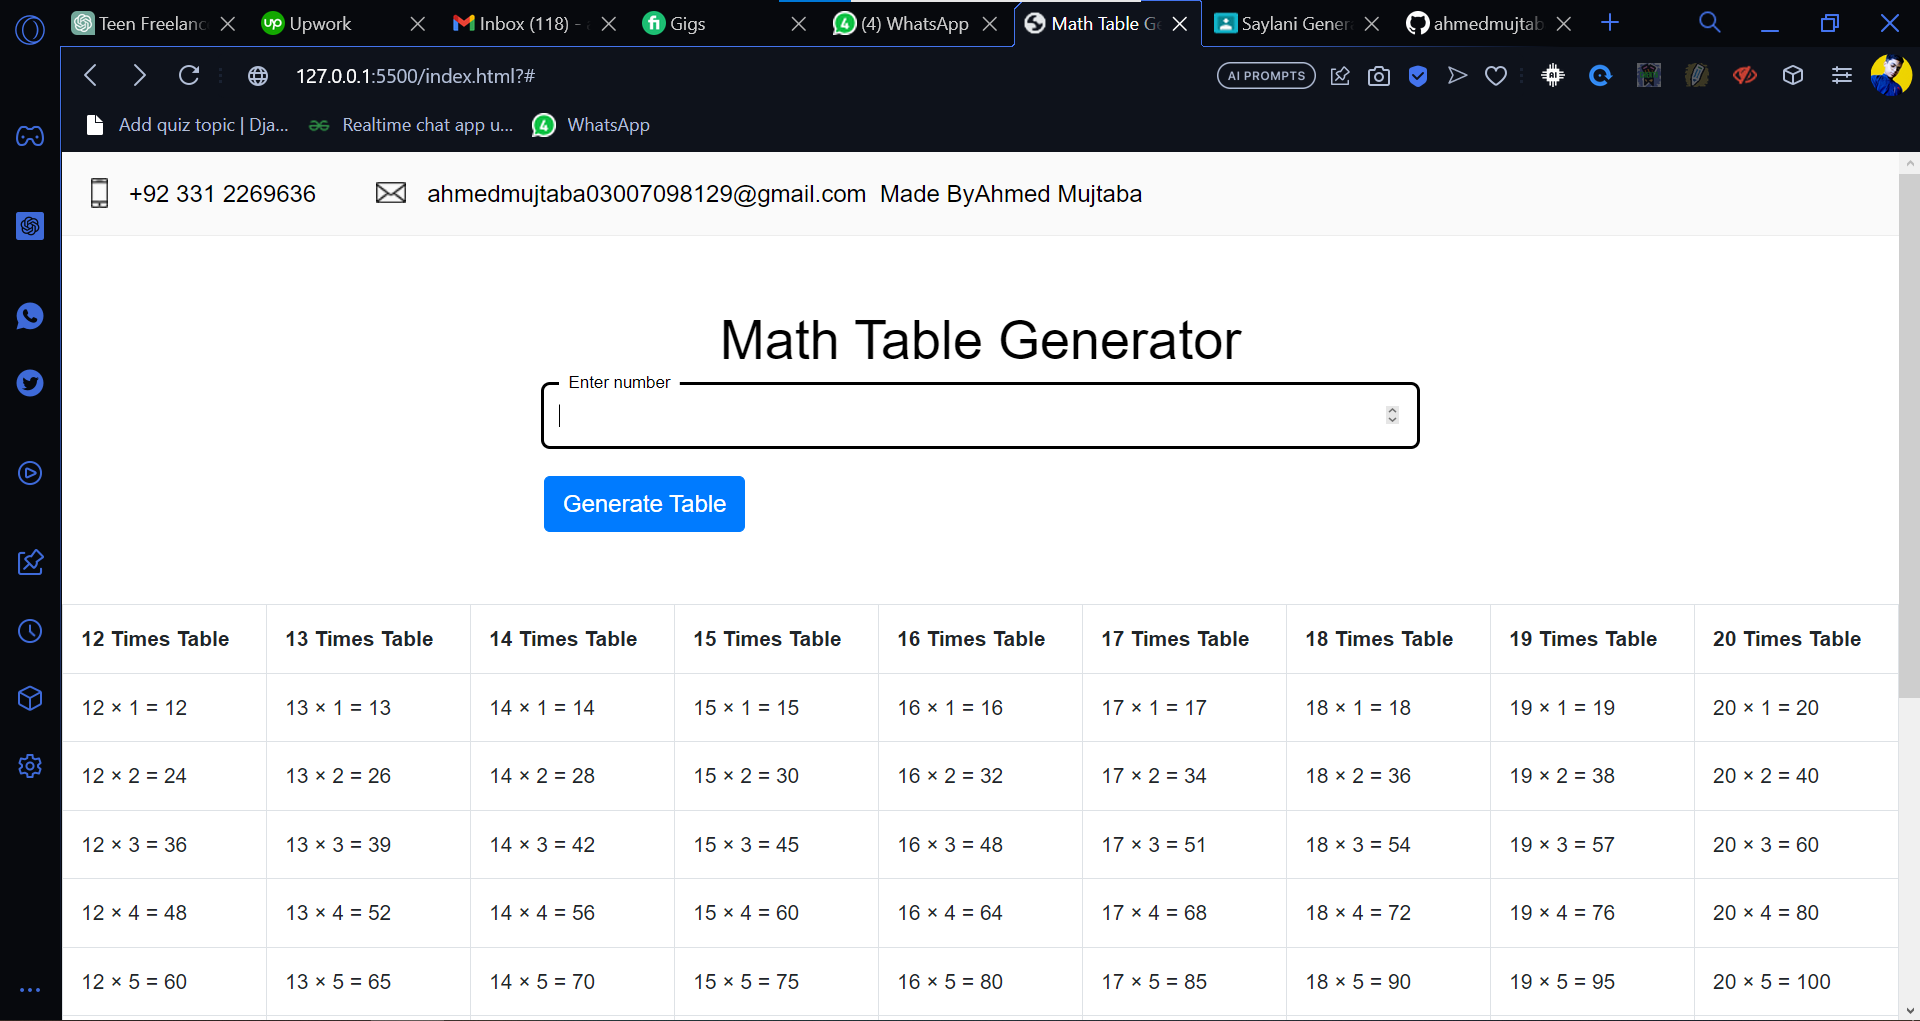 Teen Freelanc
Upwork
Inbox (118) -
Gigs
(4) WhatsApp
Math Table Ge
Saylani Genera
ahmedmujtab
127.0.0.1:5500/index.html?#
AI PROMPTS
Add quiz topic | Dja...
Realtime chat app u...
WhatsApp
+92 331 2269636
ahmedmujtaba03007098129@gmail.com Made ByAhmed Mujtaba
Math Table Generator
Enter number
Generate Table
12 Times Table 13 Times Table 14 Times Table 15 Times Table 16 Times Table 17 Times Table 18 Times Table 19 Times Table 20 Times Table
12 × 1 = 12 13 × 1 = 13 14 × 1 = 14 15 × 1 = 15 16 × 1 = 16 17 × 1 = 17 18 × 1 = 18 19 × 1 = 19 20 × 1 = 20
12 × 2 = 24 13 × 2 = 26 14 × 2 = 28 15 × 2 = 30 16 × 2 = 32 17 × 2 = 34 18 × 2 = 36 19 × 2 = 38 20 × 2 = 40
12 × 3 = 36 13 × 3 = 39 14 × 3 = 42 15 × 3 = 45 16 × 3 = 48 17 × 3 = 51 18 × 3 = 54 19 × 3 = 57 20 × 3 = 60
12 × 4 = 48 13 × 4 = 52 14 × 4 = 56 15 × 4 = 60 16 × 4 = 64 17 × 4 = 68 18 × 4 = 72 19 × 4 = 76 20 × 4 = 80
12 × 5 = 60 13 × 5 = 65 14 × 5 = 70 15 × 5 = 75 16 × 5 = 80 17 × 5 = 85 18 × 5 = 90 19 × 5 = 95 20 × 5 = 100